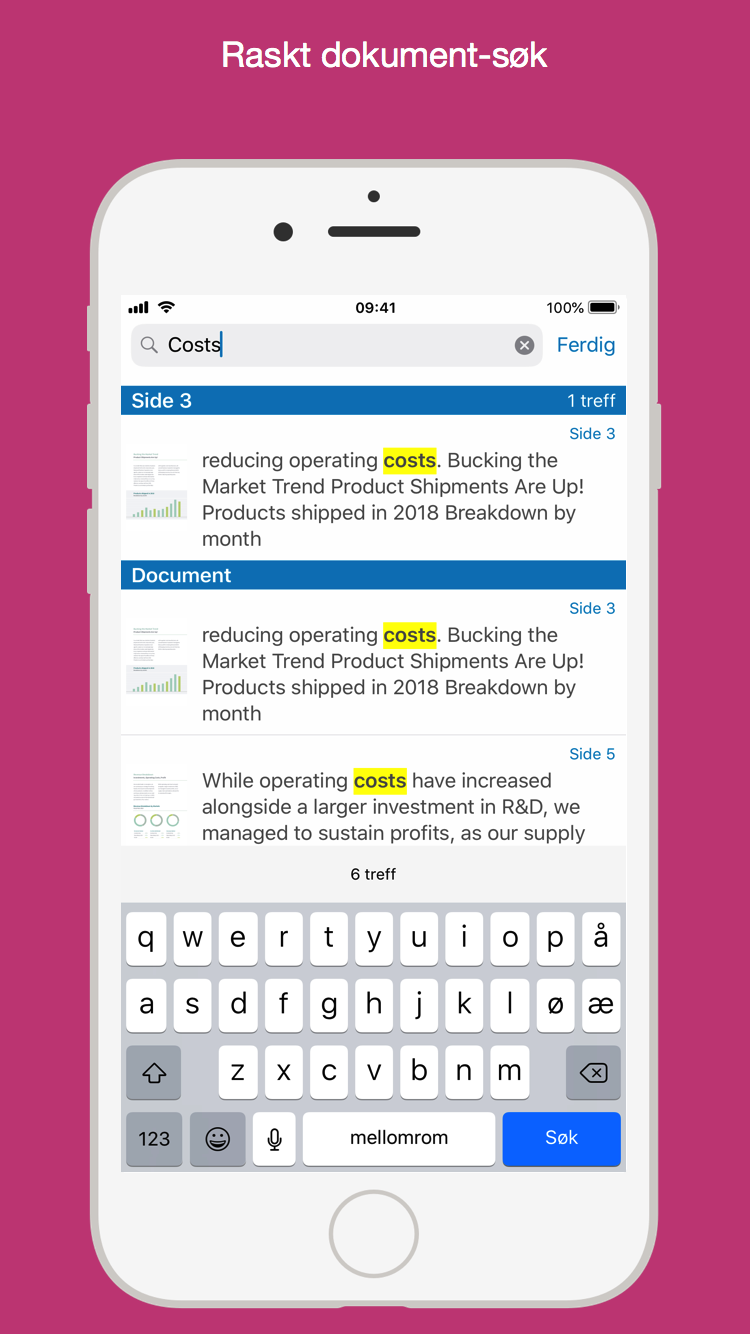 Raskt dokument-søk
09:41
100%
Costs
Ferdig
Side 3
1 treff
Side 3
reducing operating costs. Bucking the
Market Trend Product Shipments Are Up!
Products shipped in 2018 Breakdown by
month
Document
Side 3
reducing operating costs. Bucking the
Market Trend Product Shipments Are Up!
Products shipped in 2018 Breakdown by
month
Side 5
While operating costs have increased
alongside a larger investment in R&D, we
managed to sustain profits, as our supply
6 treff
q w e r t y u i o p å
a s d f g h j k l ø æ
z x c v b n m
123
mellomrom
Søk